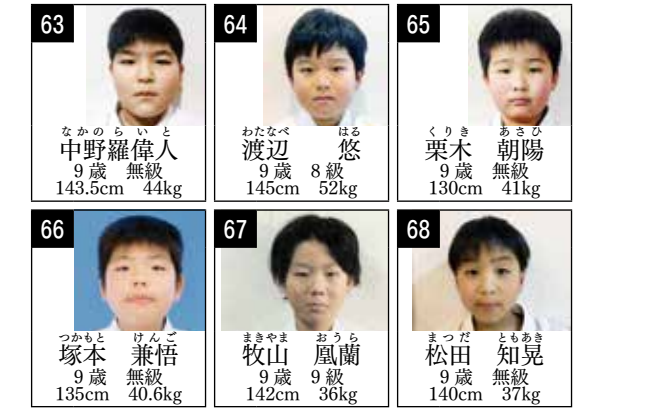 63
なかの らいと
中野羅偉人
9歳 無級
143.5cm 44kg
64
わたなべ はる
渡辺 悠
9歳 8級
145cm 52kg
65
くりき あさひ
栗木 朝陽
9歳 無級
130cm 41kg
66
つかもと けんご
塚本 兼悟
9歳 無級
135cm 40.6kg
67
まきやま おうら
牧山 凰蘭
9歳 9級
142cm 36kg
68
まつだ ともあき
松田 知晃
9歳 無級
140cm 37kg